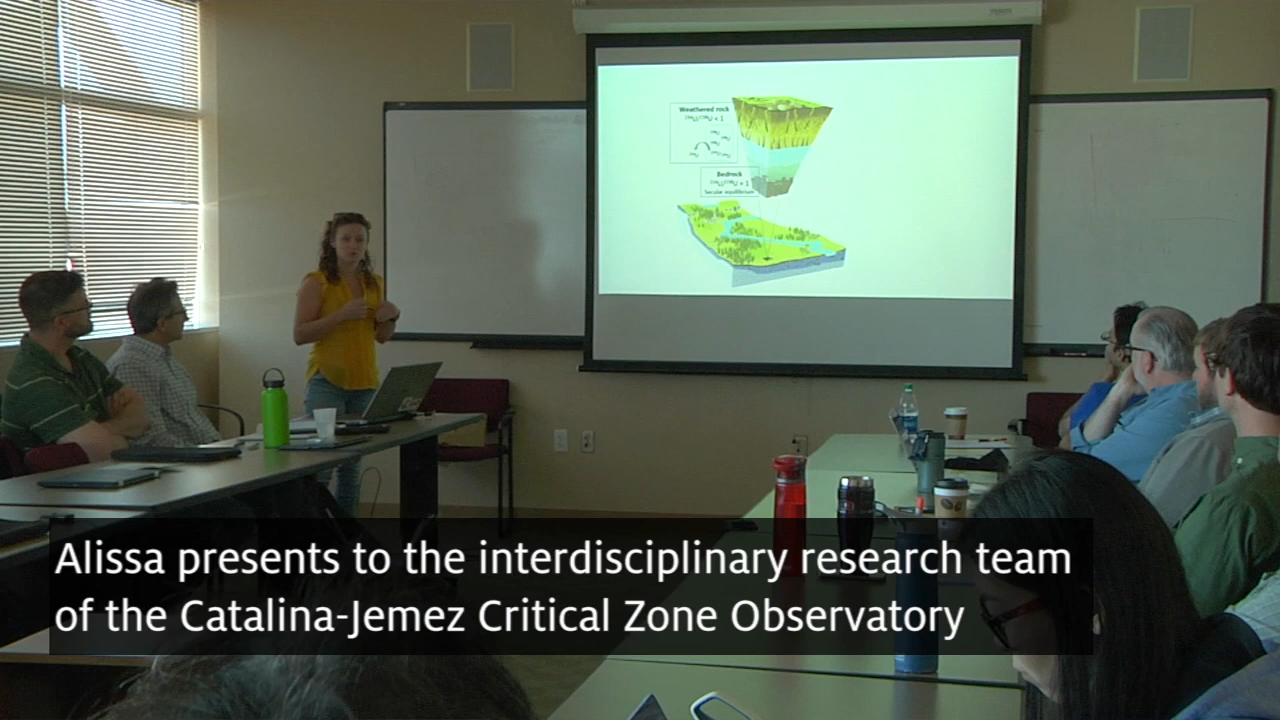 Weathered rock
Bedrock
Secular equilibrium
Alissa presents to the interdisciplinary research team
of the Catalina-Jemez Critical Zone Observatory